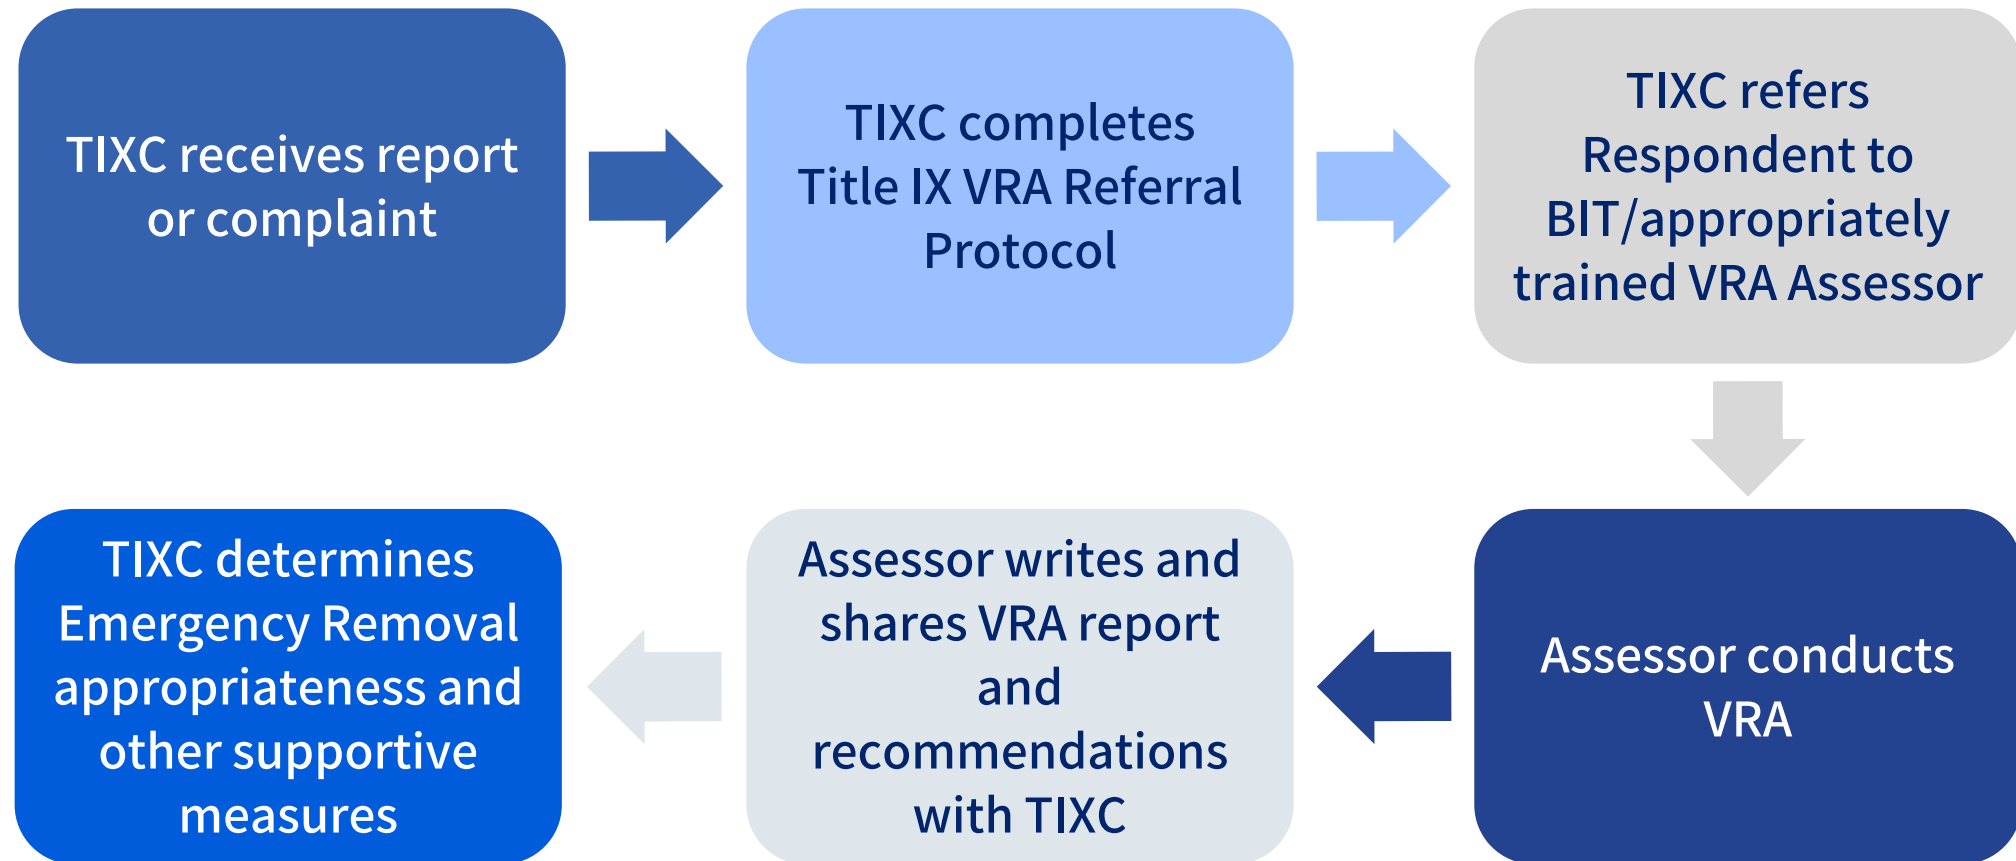 TIXC receives report
or complaint
TIXC completes
Title IX VRA Referral
Protocol
TIXC refers
Respondent to
BIT/appropriately
trained VRA Assessor
Assessor conducts
VRA
Assessor writes and
shares VRA report
and
recommendations
with TIXC
TIXC determines
Emergency Removal
appropriateness and
other supportive
measures